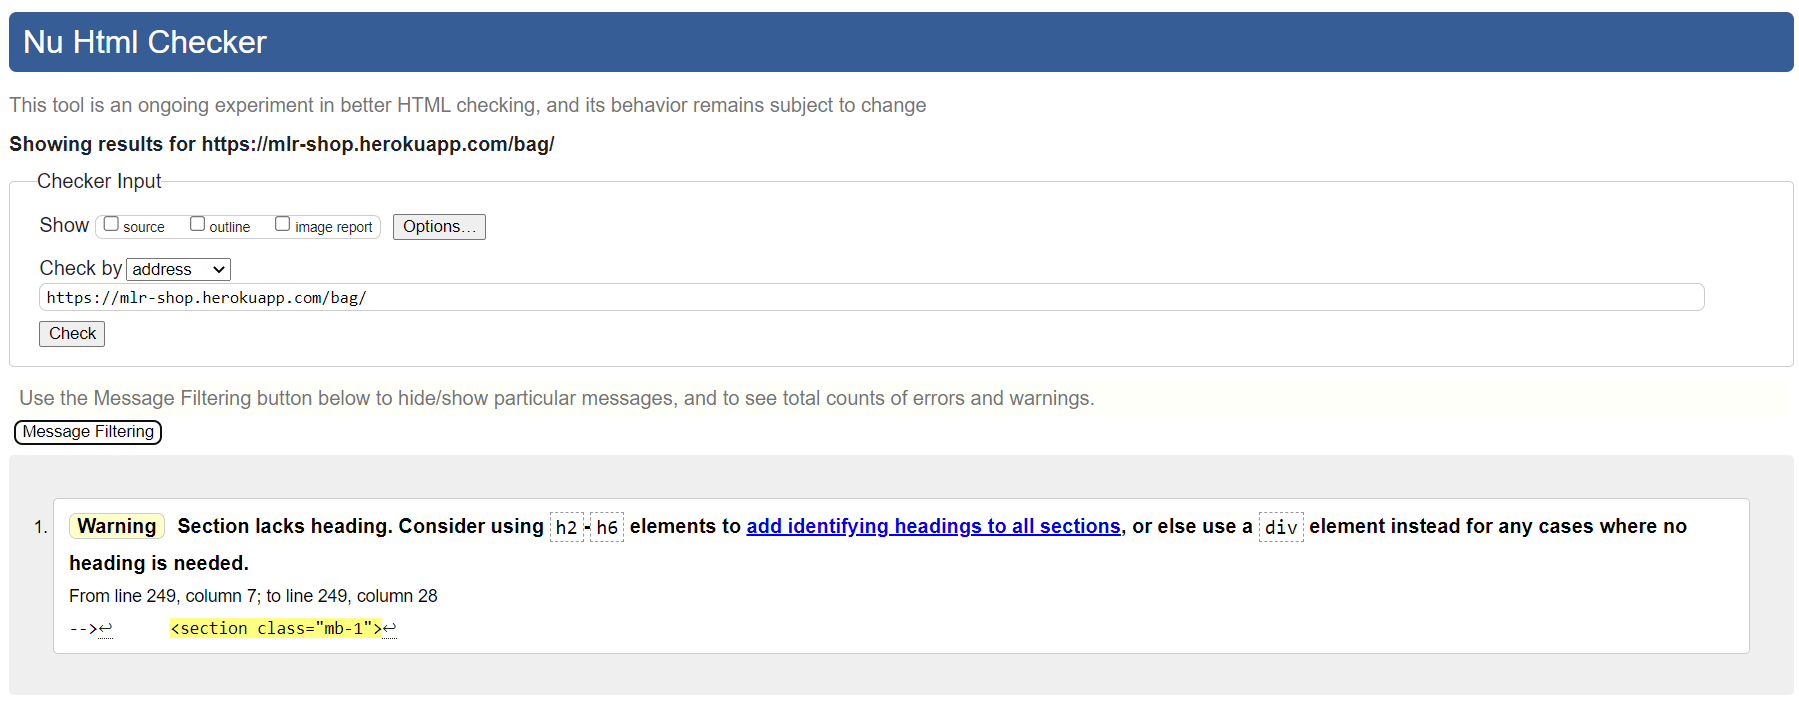 Nu Html Checker
This tool is an ongoing experiment in better HTML checking, and its behavior remains subject to change
Showing results for https://mlr-shop.herokuapp.com/bag/
Checker Input
Show source outline image report Options...
Check by address
https://mlr-shop.herokuapp.com/bag/
Check
Use the Message Filtering button below to hide/show particular messages, and to see total counts of errors and warnings.
Message Filtering
1. Warning Section lacks heading. Consider using h2-h6 elements to add identifying headings to all sections, or else use a div element instead for any cases where no
heading is needed.
From line 249, column 7; to line 249, column 28
-->↩ <section class="mb-1">↩